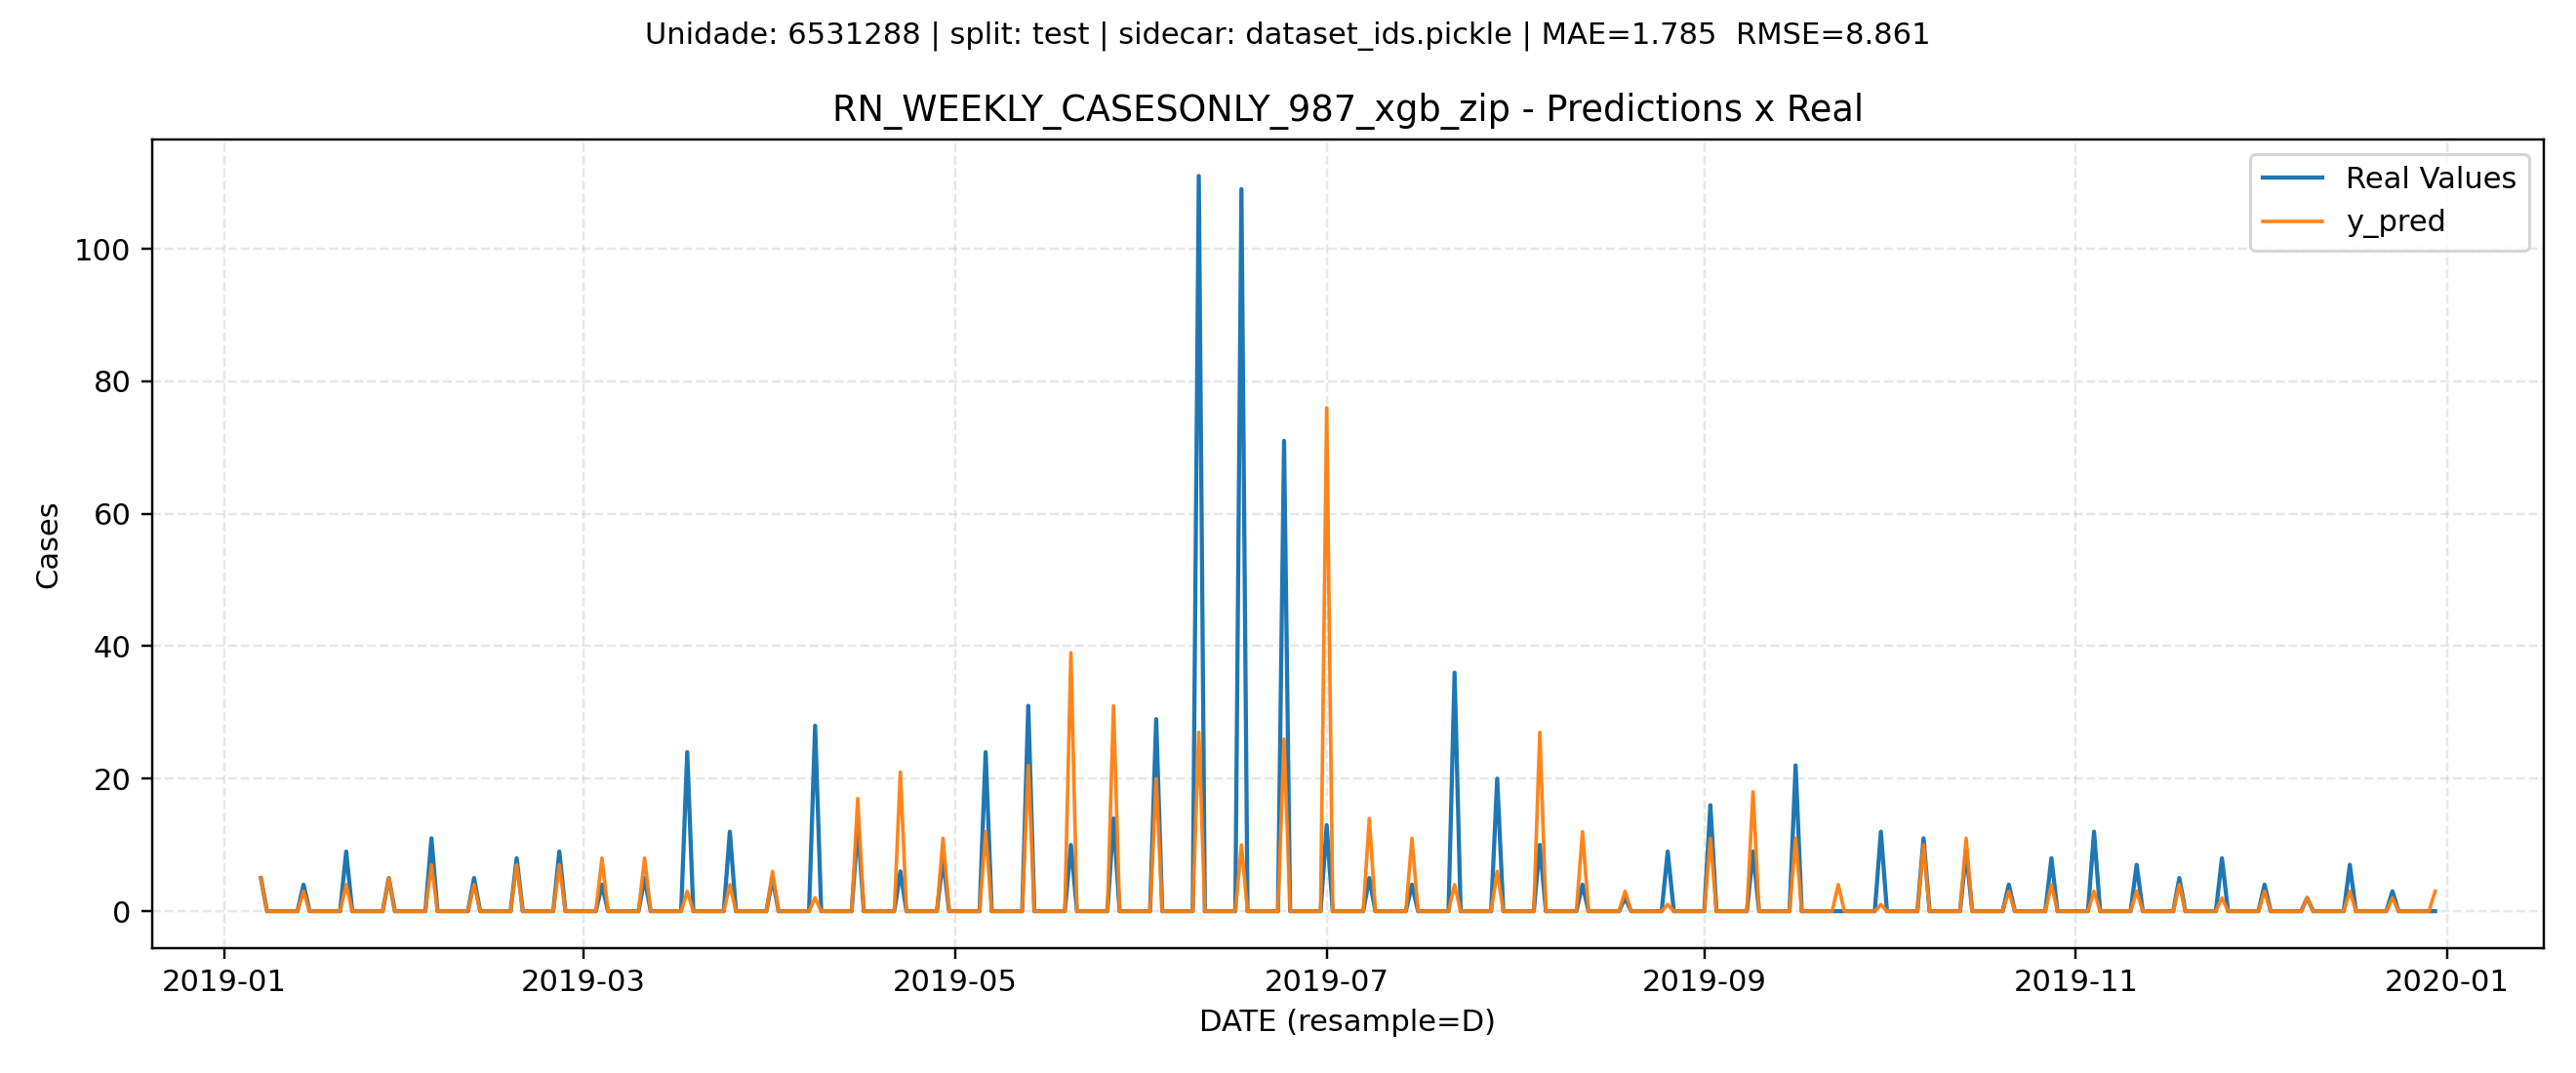 Unidade: 6531288 | split: test | sidecar: dataset_ids.pickle | MAE=1.785  RMSE=8.861
RN_WEEKLY_CASESONLY_987_xgb_zip - Predictions x Real
Real Values
y_pred
100
80
60
40
20
0
Cases
2019-01
2019-03
2019-05
2019-07
2019-09
2019-11
2020-01
DATE (resample=D)